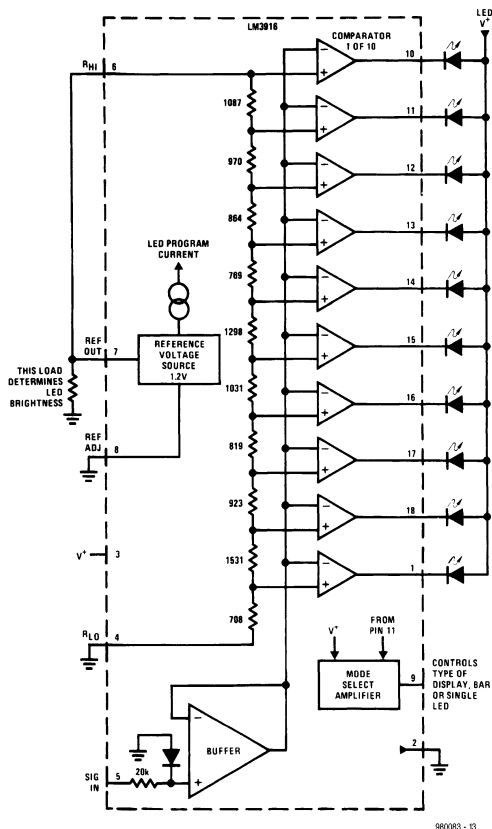 LED
V+
LM3916
COMPARATOR
1 OF 10
10
RHI
6
1087
11
970
12
864
13
LED PROGRAM
CURRENT
769
14
1298
15
REF
OUT
7
REFERENCE
VOLTAGE
SOURCE
1.2V
THIS LOAD
DETERMINES
LED
BRIGHTNESS
1031
16
REF
ADJ
8
819
17
923
18
V+
3
1531
1
708
RLO
4
V+
FROM
PIN 11
MODE
SELECT
AMPLIFIER
9
CONTROLS
TYPE OF
DISPLAY, BAR
OR SINGLE
LED
BUFFER
2
SIG
IN
5
20k
980083 - 13